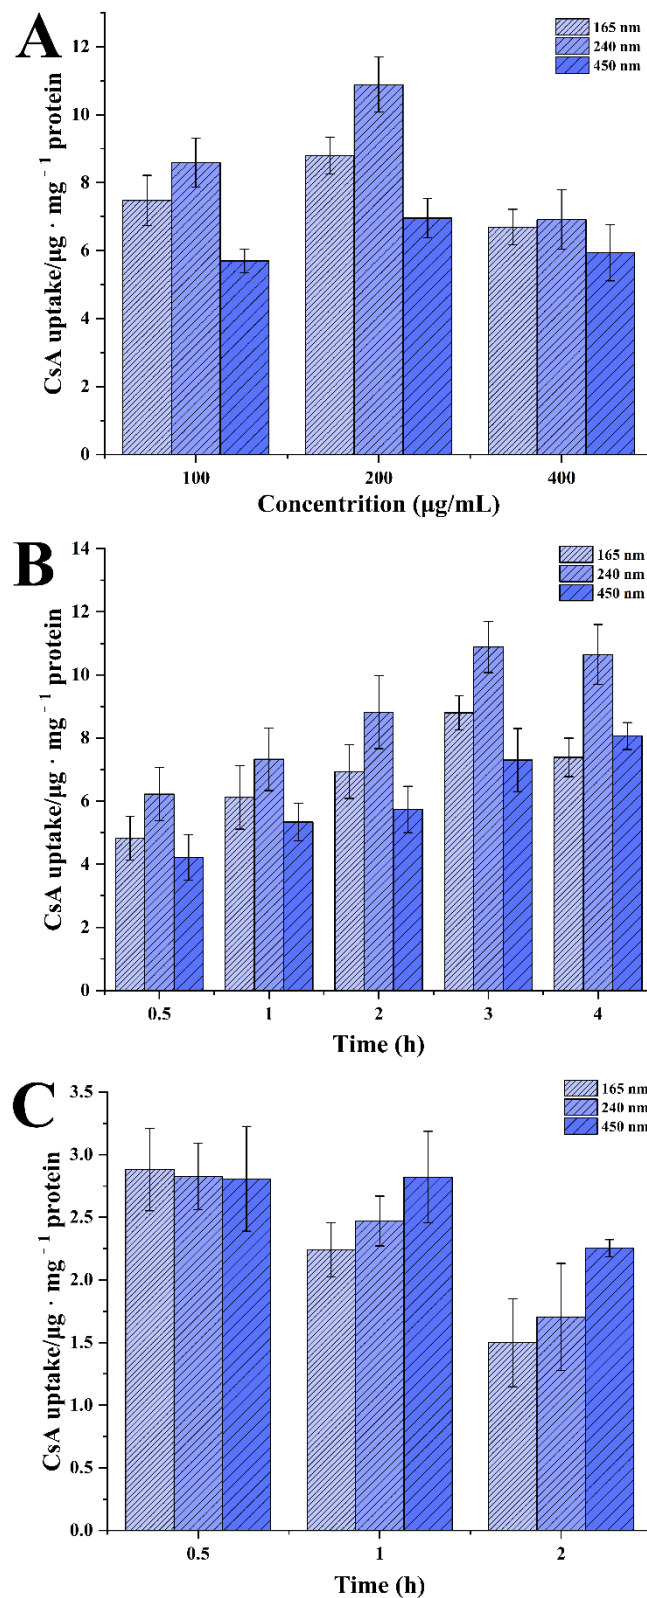 A
165 nm
240 nm
450 nm
12
10
8
6
4
2
0
CsA uptake/µg · mg⁻¹ protein
100 200 400
Concentrition (µg/mL)
B
165 nm
240 nm
450 nm
14
12
10
8
6
4
2
0
CsA uptake/µg · mg⁻¹ protein
0.5 1 2 3 4
Time (h)
C
165 nm
240 nm
450 nm
3.5
3.0
2.5
2.0
1.5
1.0
0.5
0.0
CsA uptake/µg · mg⁻¹ protein
0.5 1 2
Time (h)